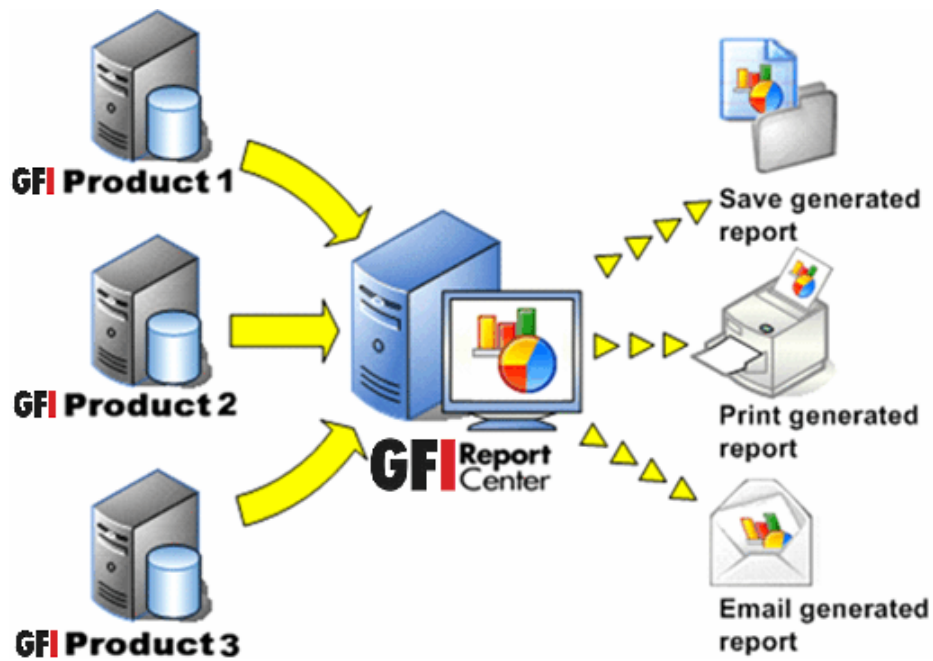 GFI Product 1
Save generated
report
GFI Product 2
Print generated
report
GFI Report
Center
Email generated
report
GFI Product 3